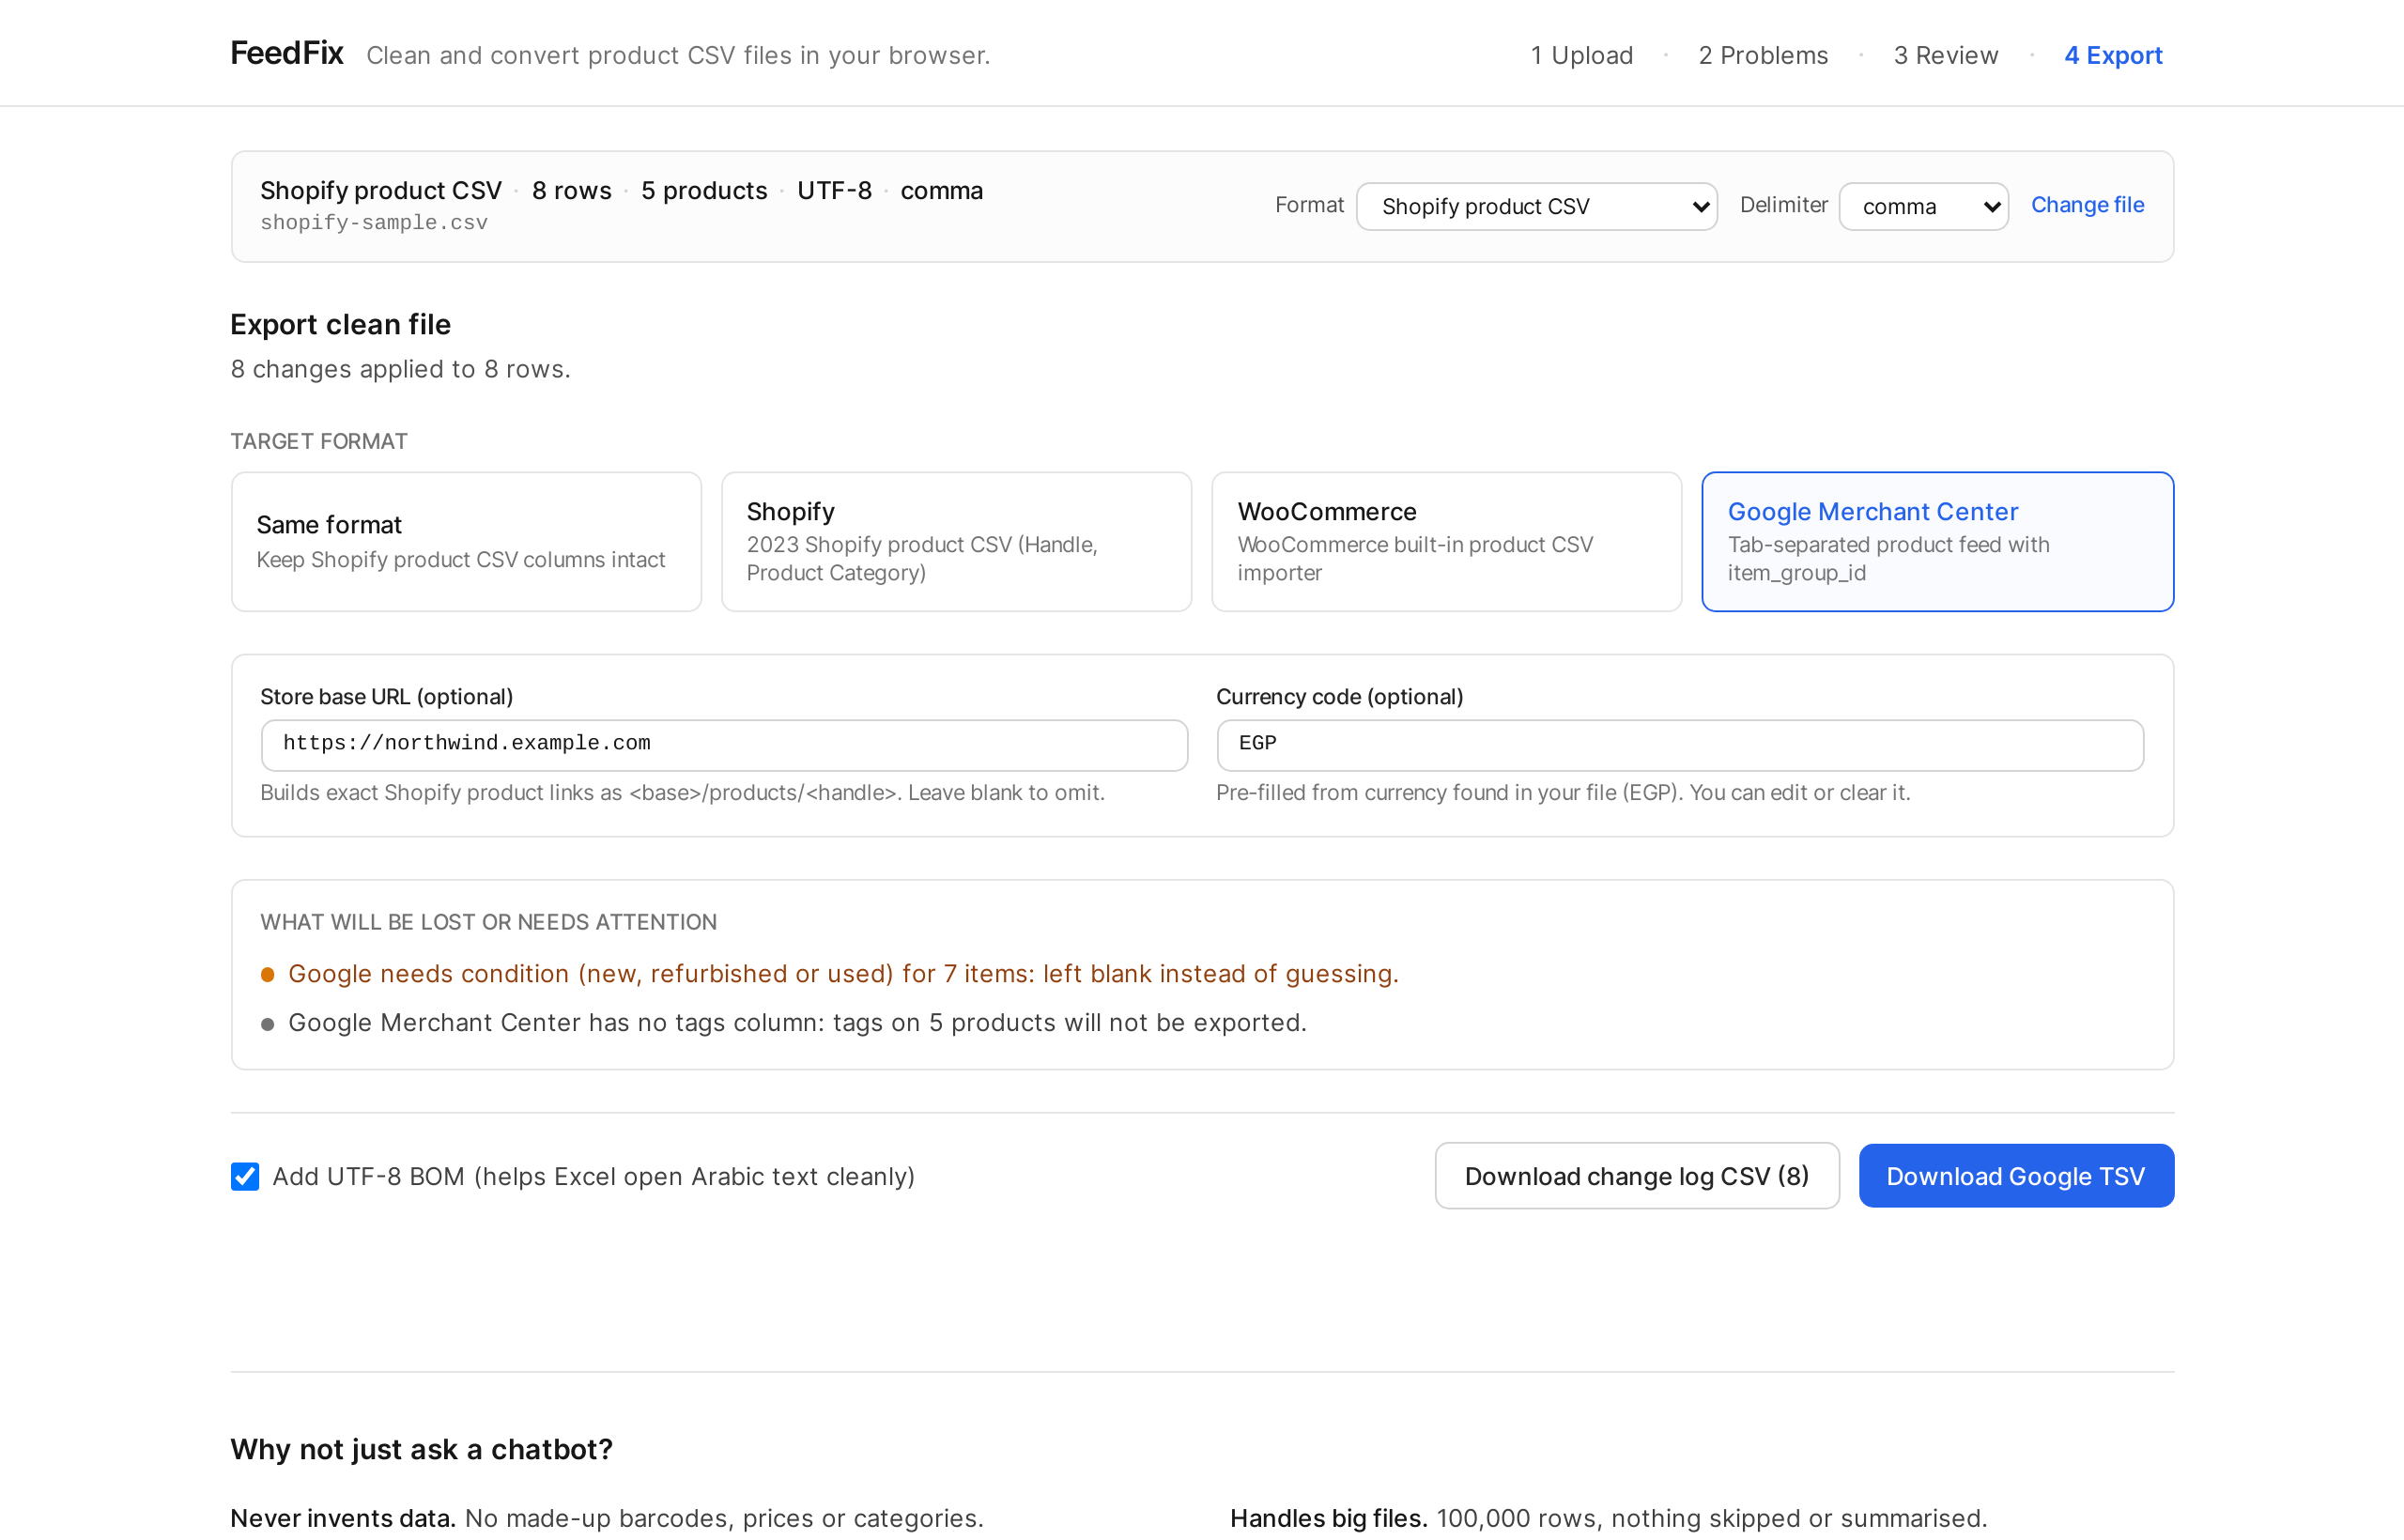 FeedFix Clean and convert product CSV files in your browser. 1 Upload · 2 Problems · 3 Review · 4 Export
Shopify product CSV · 8 rows · 5 products · UTF-8 · comma
shopify-sample.csv
Format Shopify product CSV Delimiter comma Change file
Export clean file
8 changes applied to 8 rows.
TARGET FORMAT
Same format
Keep Shopify product CSV columns intact
Shopify
2023 Shopify product CSV (Handle,
Product Category)
WooCommerce
WooCommerce built-in product CSV
importer
Google Merchant Center
Tab-separated product feed with
item_group_id
Store base URL (optional)
https://northwind.example.com
Builds exact Shopify product links as <base>/products/<handle>. Leave blank to omit.
Currency code (optional)
EGP
Pre-filled from currency found in your file (EGP). You can edit or clear it.
WHAT WILL BE LOST OR NEEDS ATTENTION
Google needs condition (new, refurbished or used) for 7 items: left blank instead of guessing.
Google Merchant Center has no tags column: tags on 5 products will not be exported.
Add UTF-8 BOM (helps Excel open Arabic text cleanly)
Download change log CSV (8)
Download Google TSV
Why not just ask a chatbot?
Never invents data. No made-up barcodes, prices or categories.
Handles big files. 100,000 rows, nothing skipped or summarised.